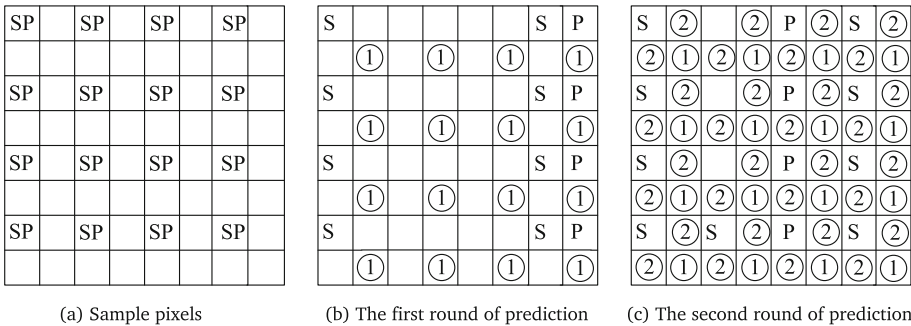 SP SP SP SP
SP SP SP SP
SP SP SP SP
SP SP SP SP
(a) Sample pixels
S S P
① ① ① ①
S S P
① ① ① ①
S S P
① ① ① ①
S S P
① ① ① ①
(b) The first round of prediction
S ② ② P ② S ②
② ① ② ① ② ① ② ①
S ② ② P ② S ②
② ① ② ① ② ① ② ①
S ② ② P ② S ②
② ① ② ① ② ① ② ①
S ② S ② P ② S ②
② ① ② ① ② ① ② ①
(c) The second round of prediction